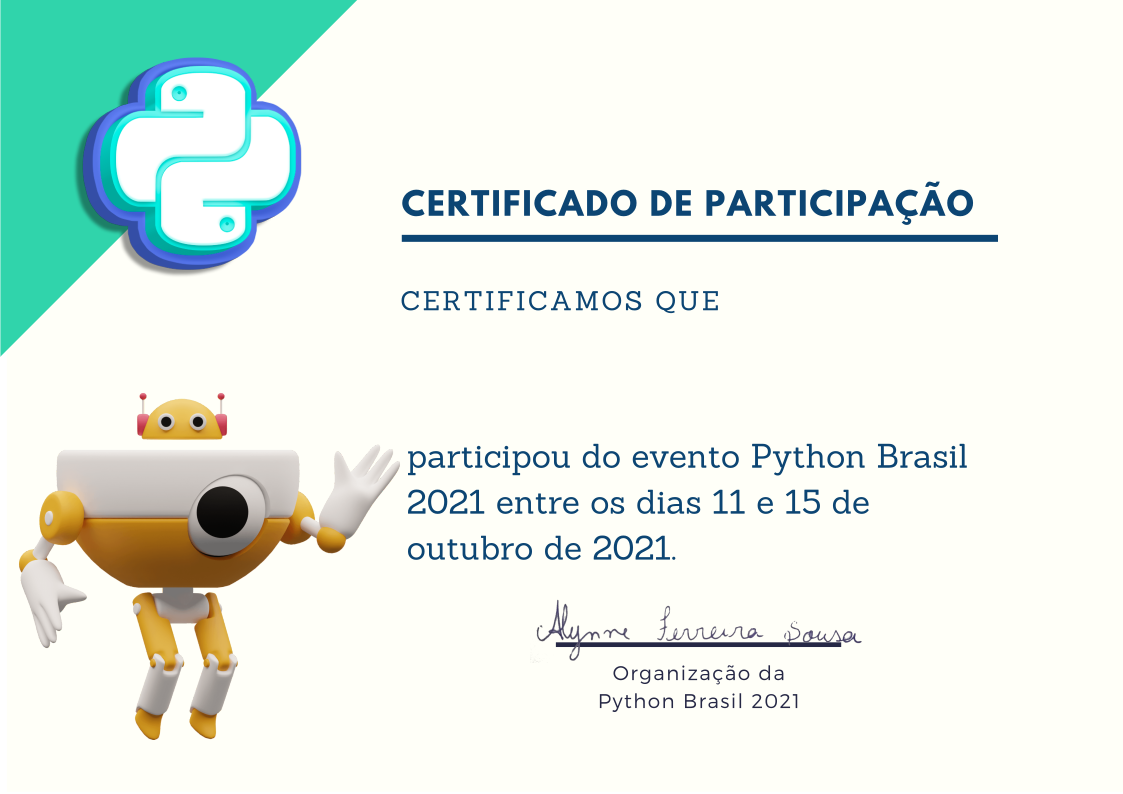 CERTIFICADO DE PARTICIPAÇÃO
CERTIFICAMOS QUE
participou do evento Python Brasil
2021 entre os dias 11 e 15 de
outubro de 2021.
Alynne Ferreira Sousa
Organização da
Python Brasil 2021